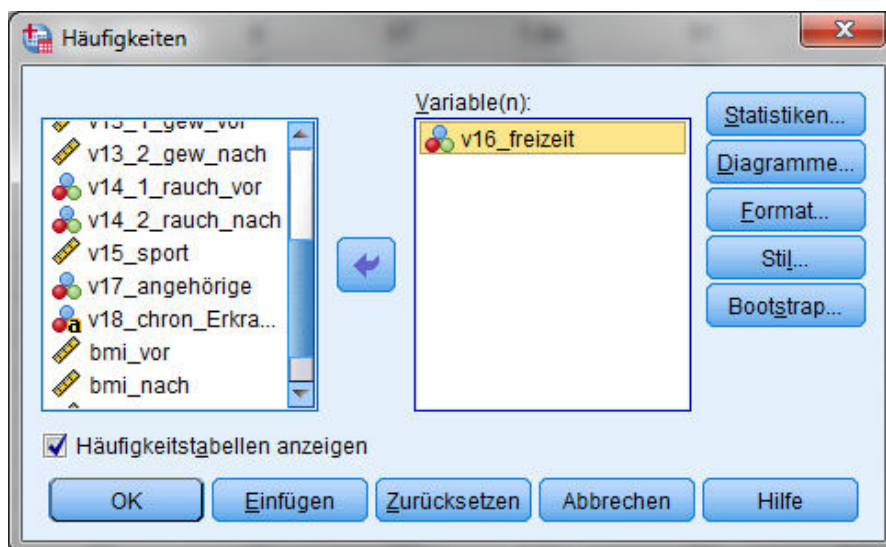 Häufigkeiten
v13_1_gew_vor
v13_2_gew_nach
v14_1_rauch_vor
v14_2_rauch_nach
v15_sport
v17_angehörige
a v18_chron_Erkra...
bmi_vor
bmi_nach
Variable(n):
v16_freizeit
Statistiken...
Diagramme...
Format...
Stil...
Bootstrap...
Häufigkeitstabellen anzeigen
OK Einfügen Zurücksetzen Abbrechen Hilfe